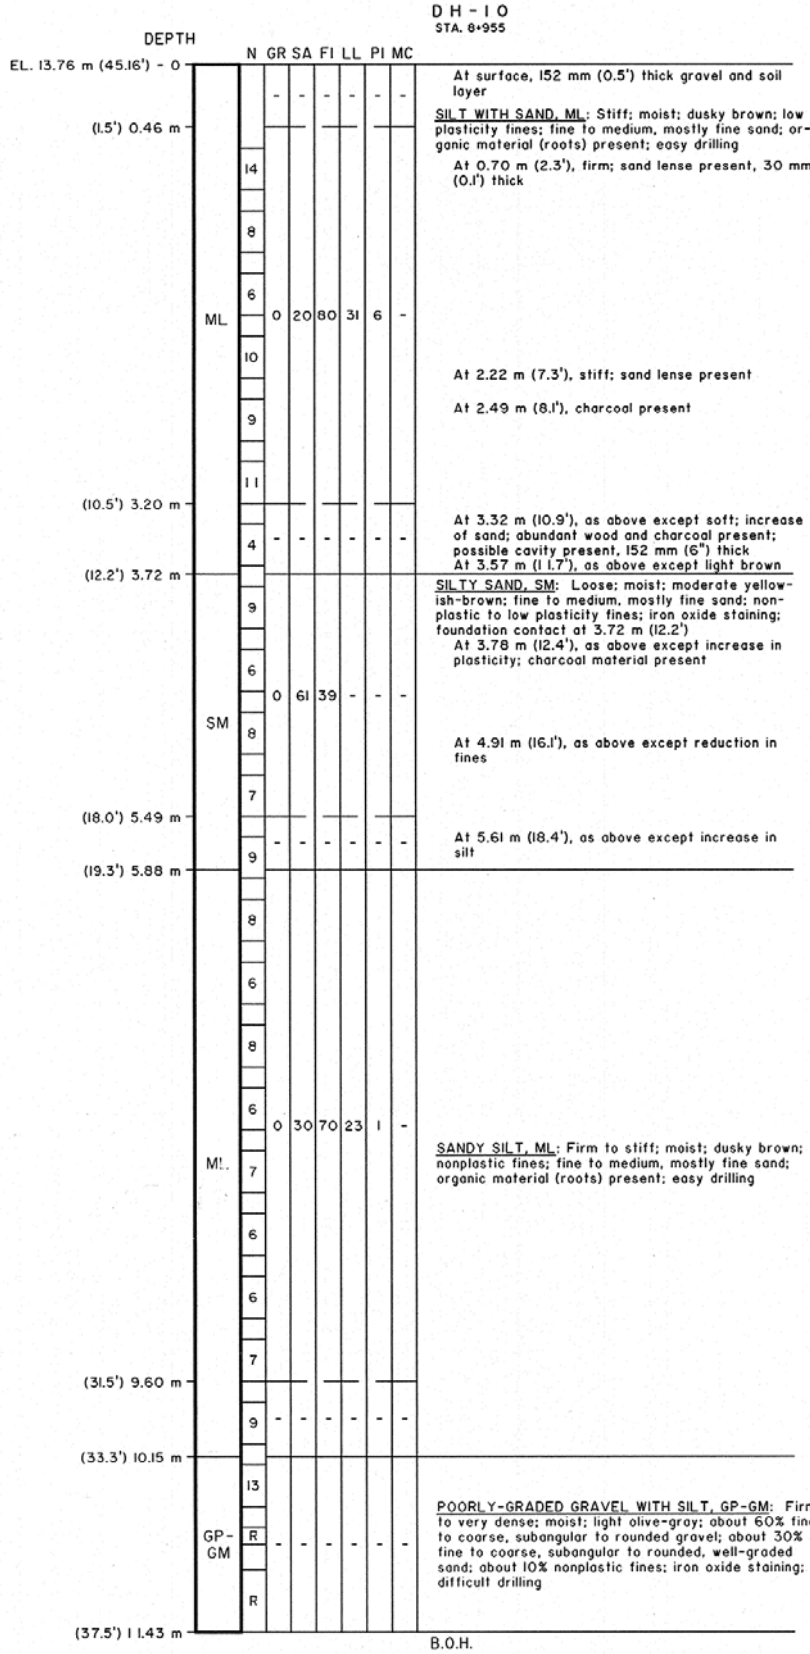 DH-10
STA. 8+955
DEPTH
N GR SA FI LL PI MC
EL. 13.76 m (45.16') - 0
At surface, 152 mm (0.5') thick gravel and soil
layer
- - - - - -
SILT WITH SAND, ML: Stiff; moist; dusky brown; low
(1.5') 0.46 m
plasticity fines; fine to medium, mostly fine sand; or-
ganic material (roots) present; easy drilling
14
At 0.70 m (2.3'), firm; sand lense present, 30 mm
(0.1') thick
8
6
ML 0 20 80 31 6 -
10
At 2.22 m (7.3'), stiff; sand lense present
At 2.49 m (8.1'), charcoal present
9
11
(10.5') 3.20 m
At 3.32 m (10.9'), as above except soft; increase
of sand; abundant wood and charcoal present;
4 - - - - - -
possible cavity present, 152 mm (6") thick
At 3.57 m (11.7'), as above except light brown
(12.2') 3.72 m
SILTY SAND, SM: Loose; moist; moderate yellow-
ish-brown; fine to medium, mostly fine sand; non-
9
plastic to low plasticity fines; iron oxide staining;
foundation contact at 3.72 m (12.2')
At 3.78 m (12.4'), as above except increase in
plasticity; charcoal material present
6
0 61 39 - - -
SM
8
At 4.91 m (16.1'), as above except reduction in
fines
7
(18.0') 5.49 m
At 5.61 m (18.4'), as above except increase in
silt
- - - - - -
9
(19.3') 5.88 m
8
6
8
6
0 30 70 23 1 -
SANDY SILT, ML: Firm to stiff; moist; dusky brown;
ML
nonplastic fines; fine to medium, mostly fine sand;
7
organic material (roots) present; easy drilling
6
6
7
(31.5') 9.60 m
9 - - - - - -
(33.3') 10.15 m
13
POORLY-GRADED GRAVEL WITH SILT, GP-GM: Firm
to very dense; moist; light olive-gray; about 60% fine
GP-
GM
R - - - - - -
to coarse, subangular to rounded gravel; about 30%
fine to coarse, subangular to rounded, well-graded
sand; about 10% nonplastic fines; iron oxide staining;
difficult drilling
R
(37.5') 11.43 m
B.O.H.